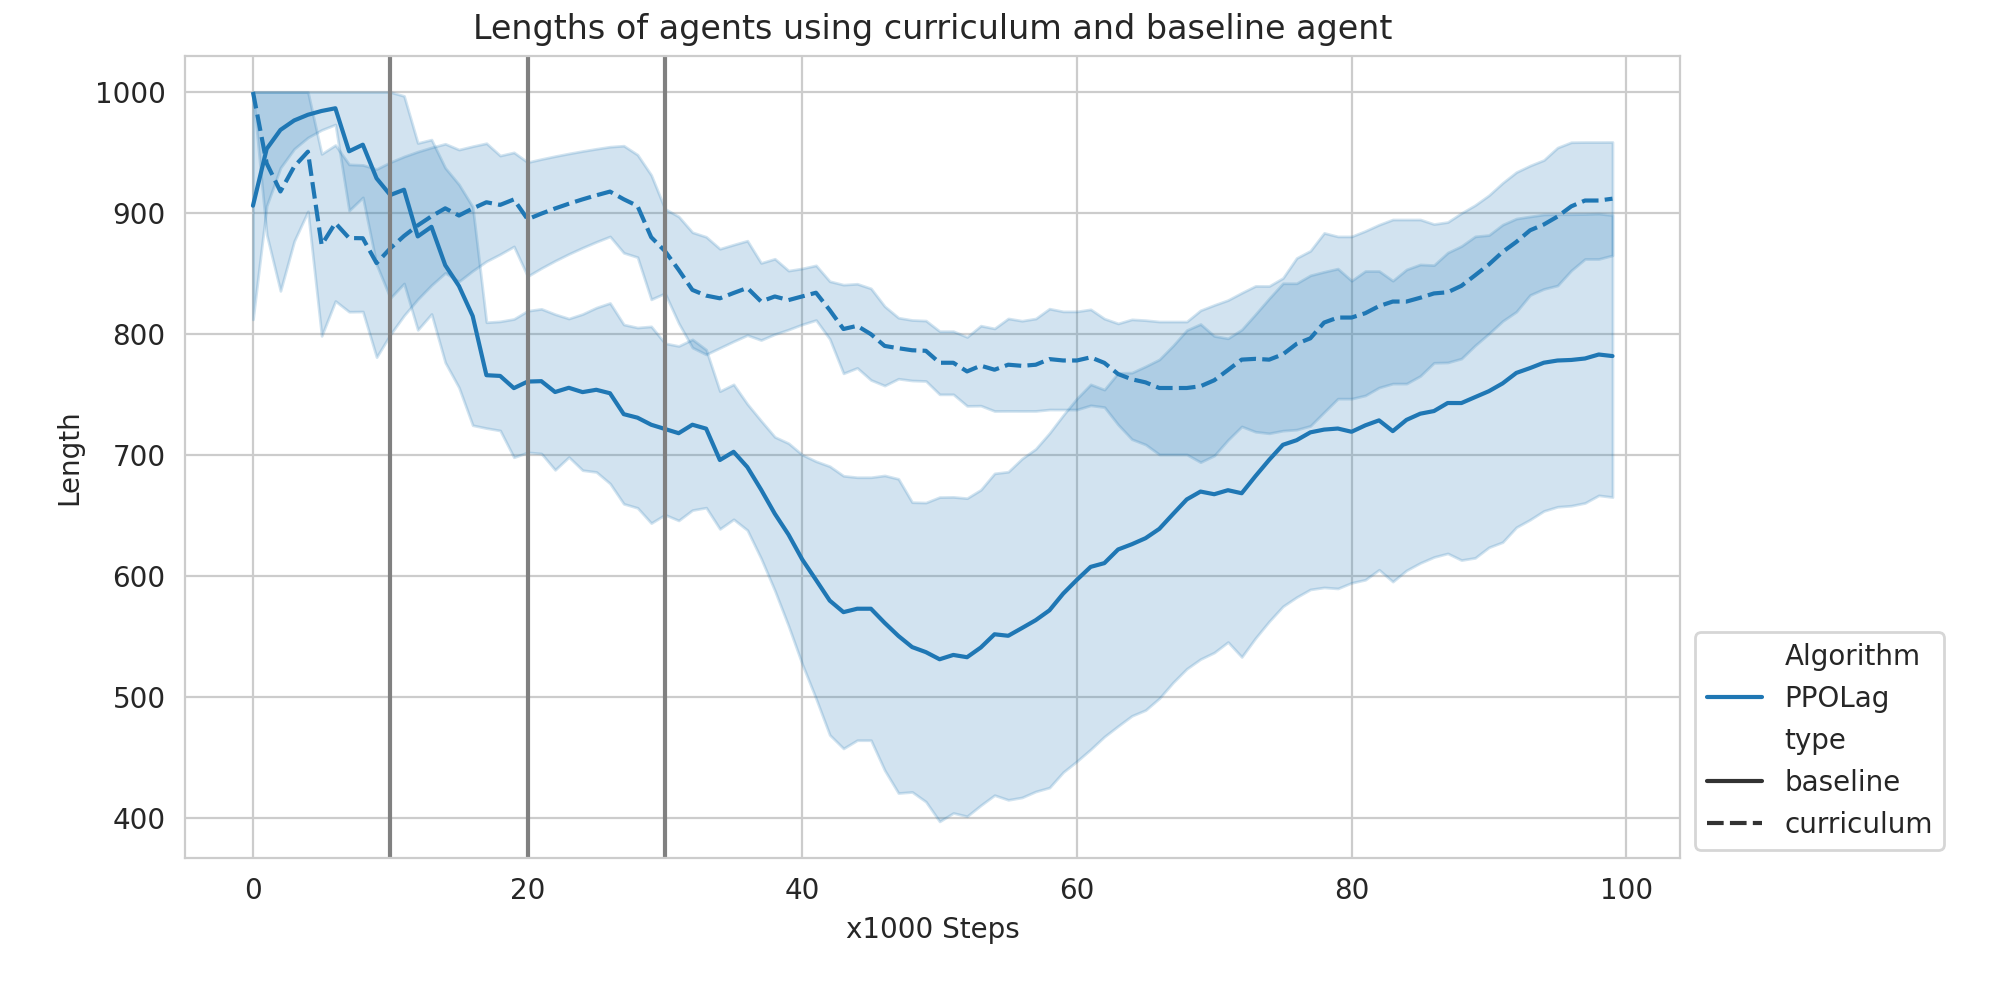 Lengths of agents using curriculum and baseline agent
1000
900
800
700
600
500
400
Length
0 20 40 60 80 100
x1000 Steps
Algorithm
PPOLag
type
baseline
curriculum